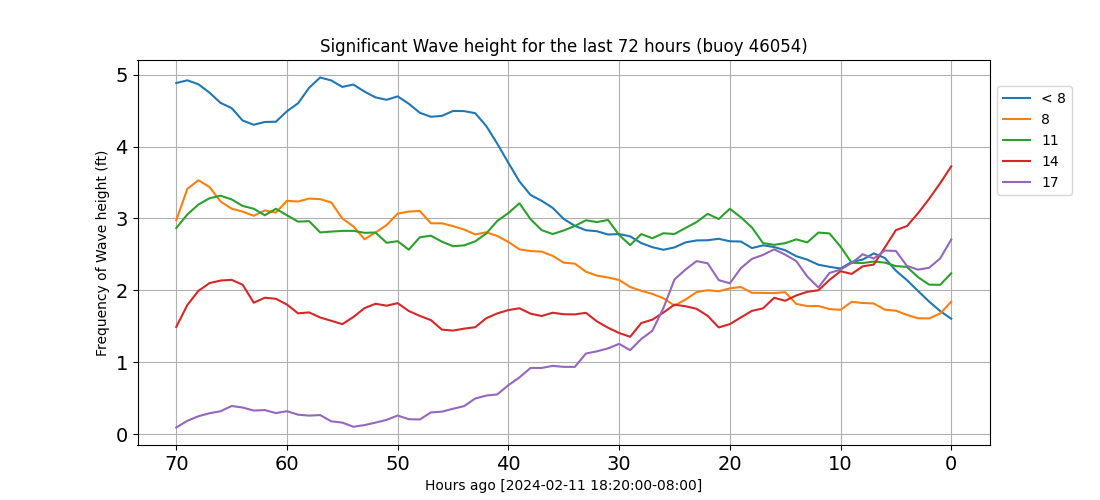 Significant Wave height for the last 72 hours (buoy 46054)
Frequency of Wave height (ft)
5
4
3
2
1
0
70 60 50 40 30 20 10 0
Hours ago [2024-02-11 18:20:00-08:00]
< 8
8
11
14
17